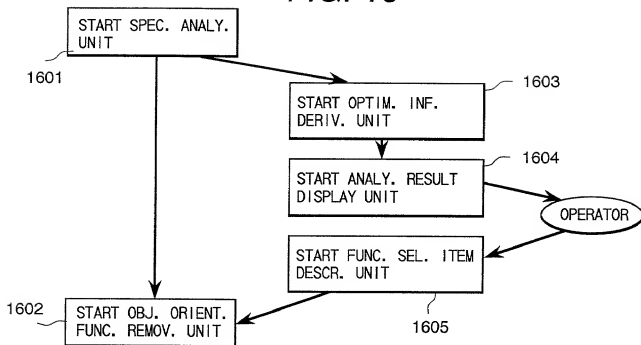 START SPEC. ANALY.
UNIT
1601
1603
START OPTIM. INF.
DERIV. UNIT
1604
START ANALY. RESULT
DISPLAY UNIT
OPERATOR
START FUNC. SEL. ITEM
DESCR. UNIT
1605
1602
START OBJ. ORIENT.
FUNC. REMOV. UNIT